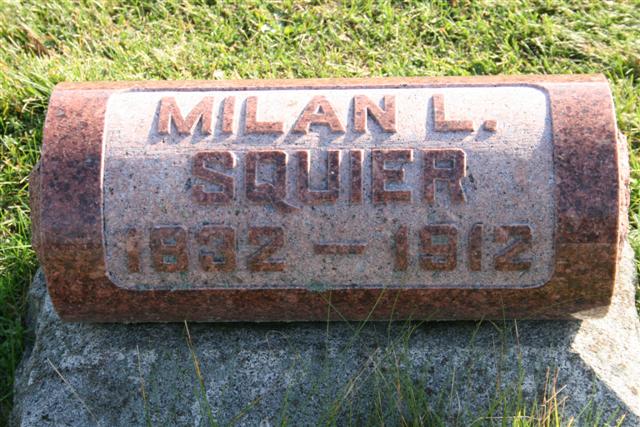 MILAN L.
SQUIER
1832 — 1912